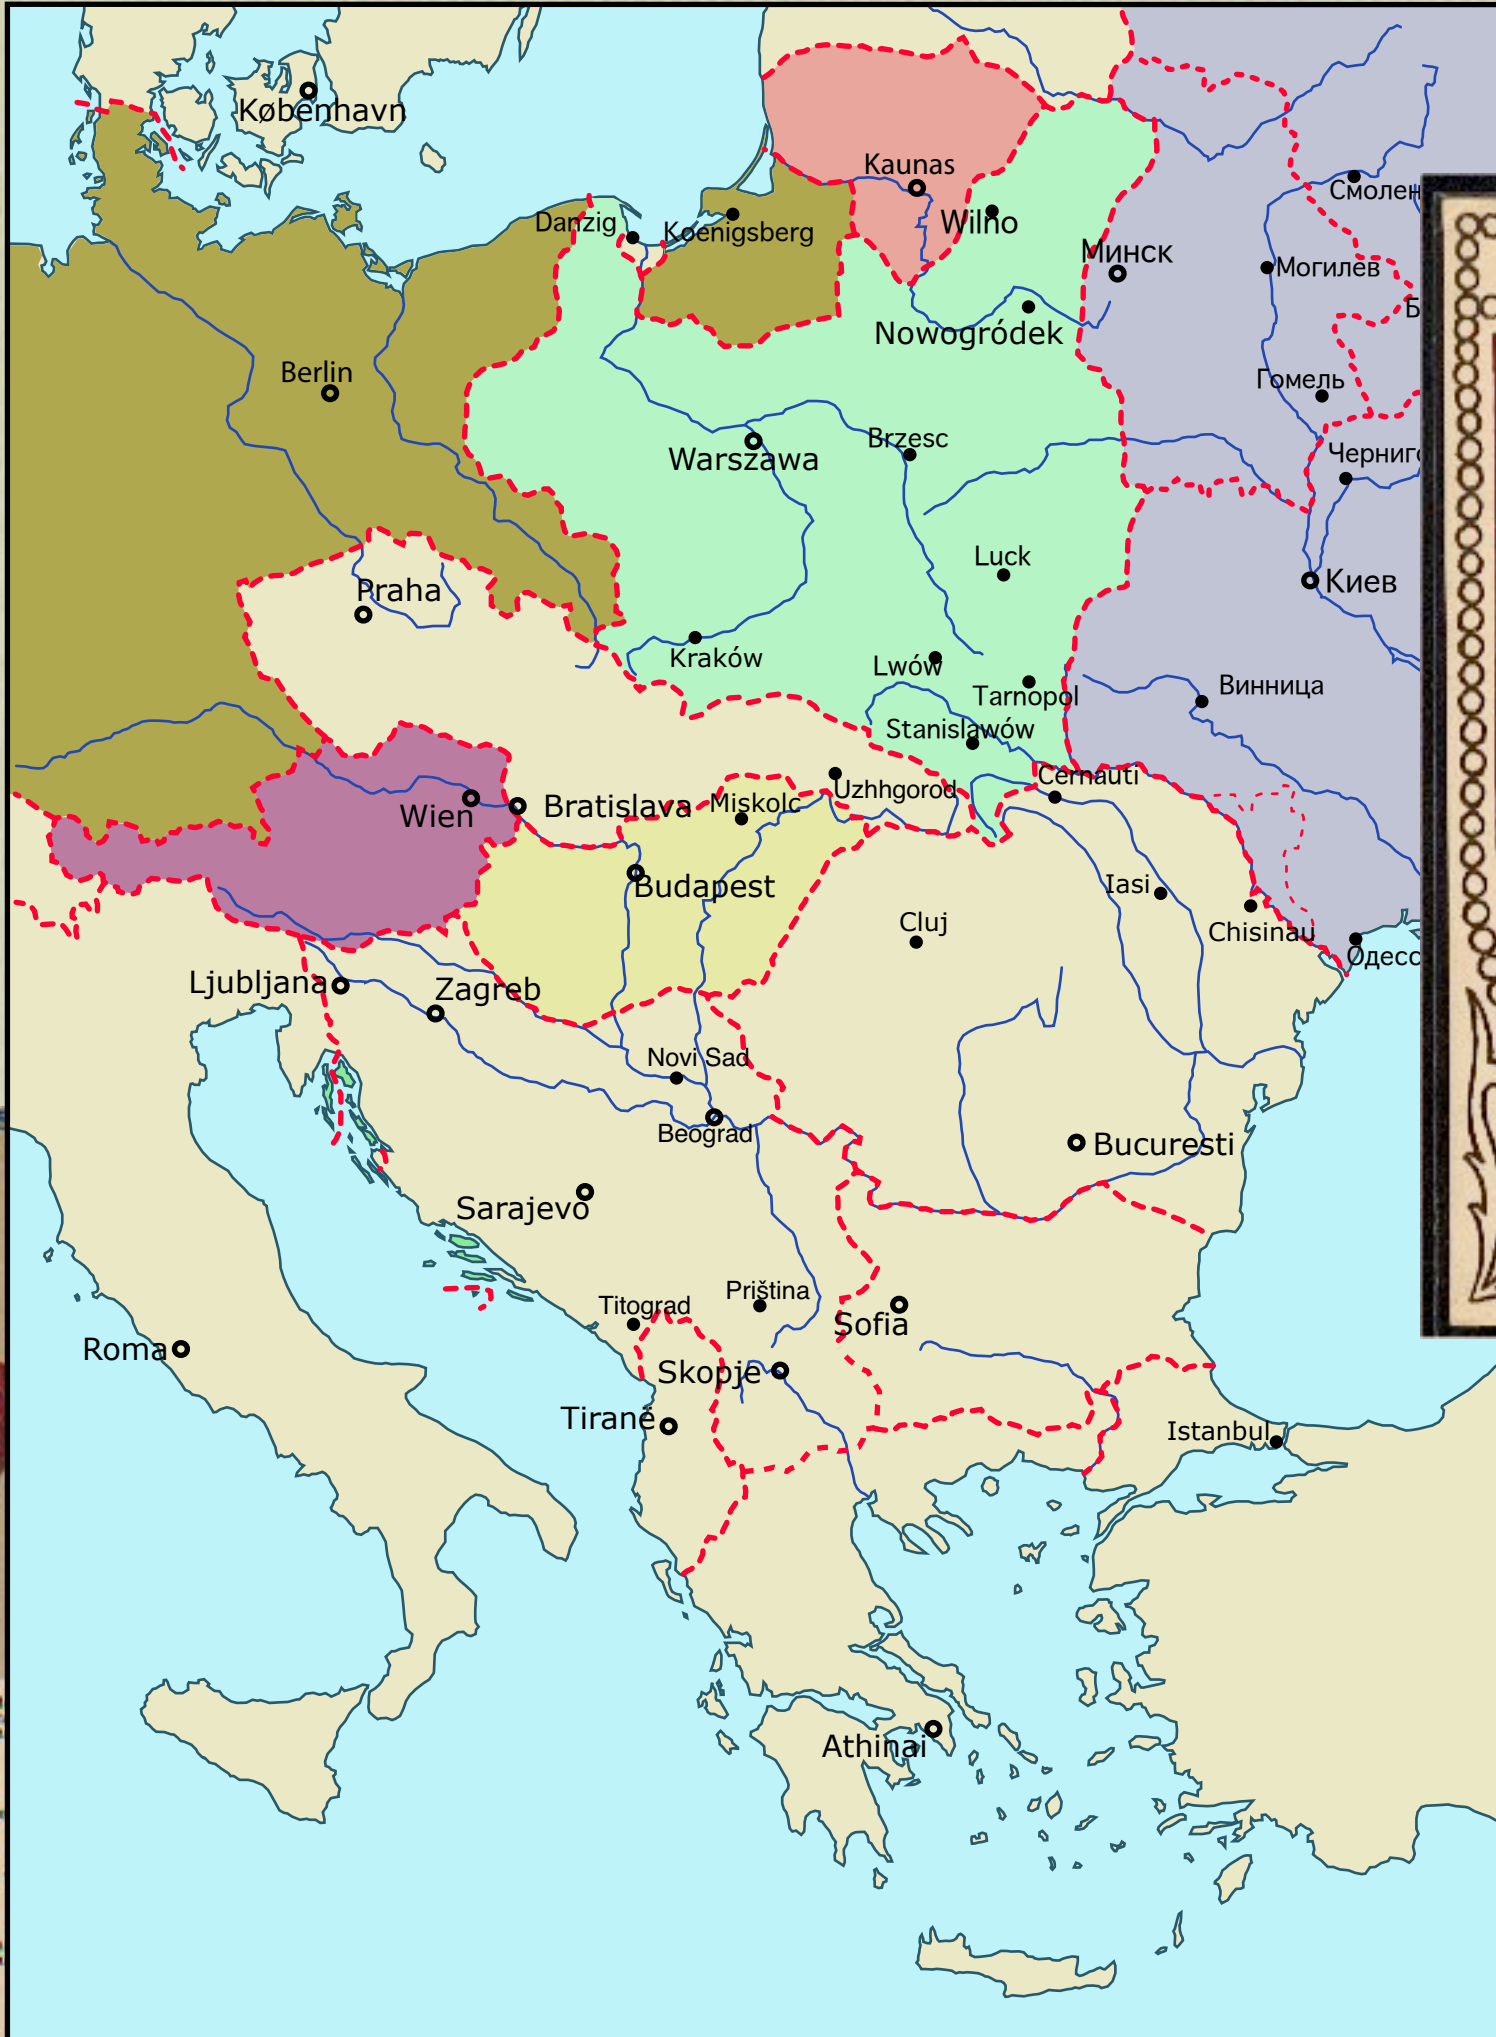 København
Kaunas
Смолен
Wilno
Danzig
Koenigsberg
Минск
Могилев
Nowogródek
Berlin
Гомель
Brzesc
Warszawa
Черниго
Luck
Киев
Praha
Kraków
Lwów
Tarnopol
Винница
Stanislawów
Cernauti
Uzhhgorod
Bratislava
Miskolc
Wien
Budapest
Iasi
Cluj
Chisinau
Одесс
Ljubljana
Zagreb
Novi Sad
Beograd
Bucuresti
Sarajevo
Priština
Titograd
Sofia
Roma
Skopje
Tiranë
Istanbul
Athinai